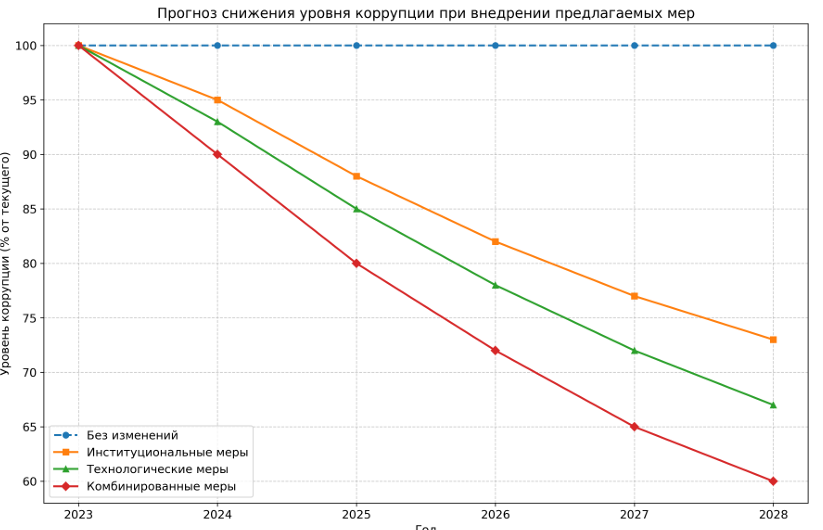 Прогноз снижения уровня коррупции при внедрении предлагаемых мер
Уровень коррупции (% от текущего)
100
95
90
85
80
75
70
65
60
Без изменений
Институциональные меры
Технологические меры
Комбинированные меры
2023 2024 2025 2026 2027 2028
Год